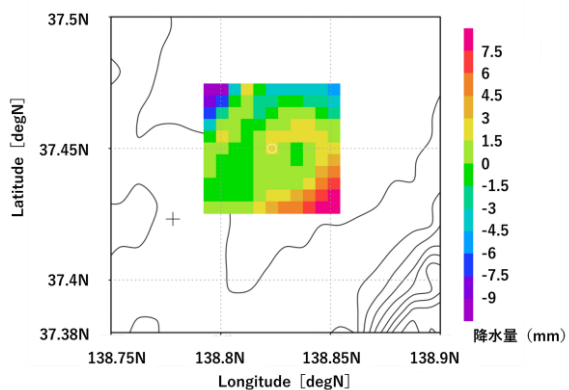 37.5N
37.45N
37.4N
37.38N
Latitude［degN］
138.75N
138.8N
138.85N
138.9N
Longitude［degN］
7.5
6
4.5
3
1.5
0
-1.5
-3
-4.5
-6
-7.5
-9
降水量（mm）